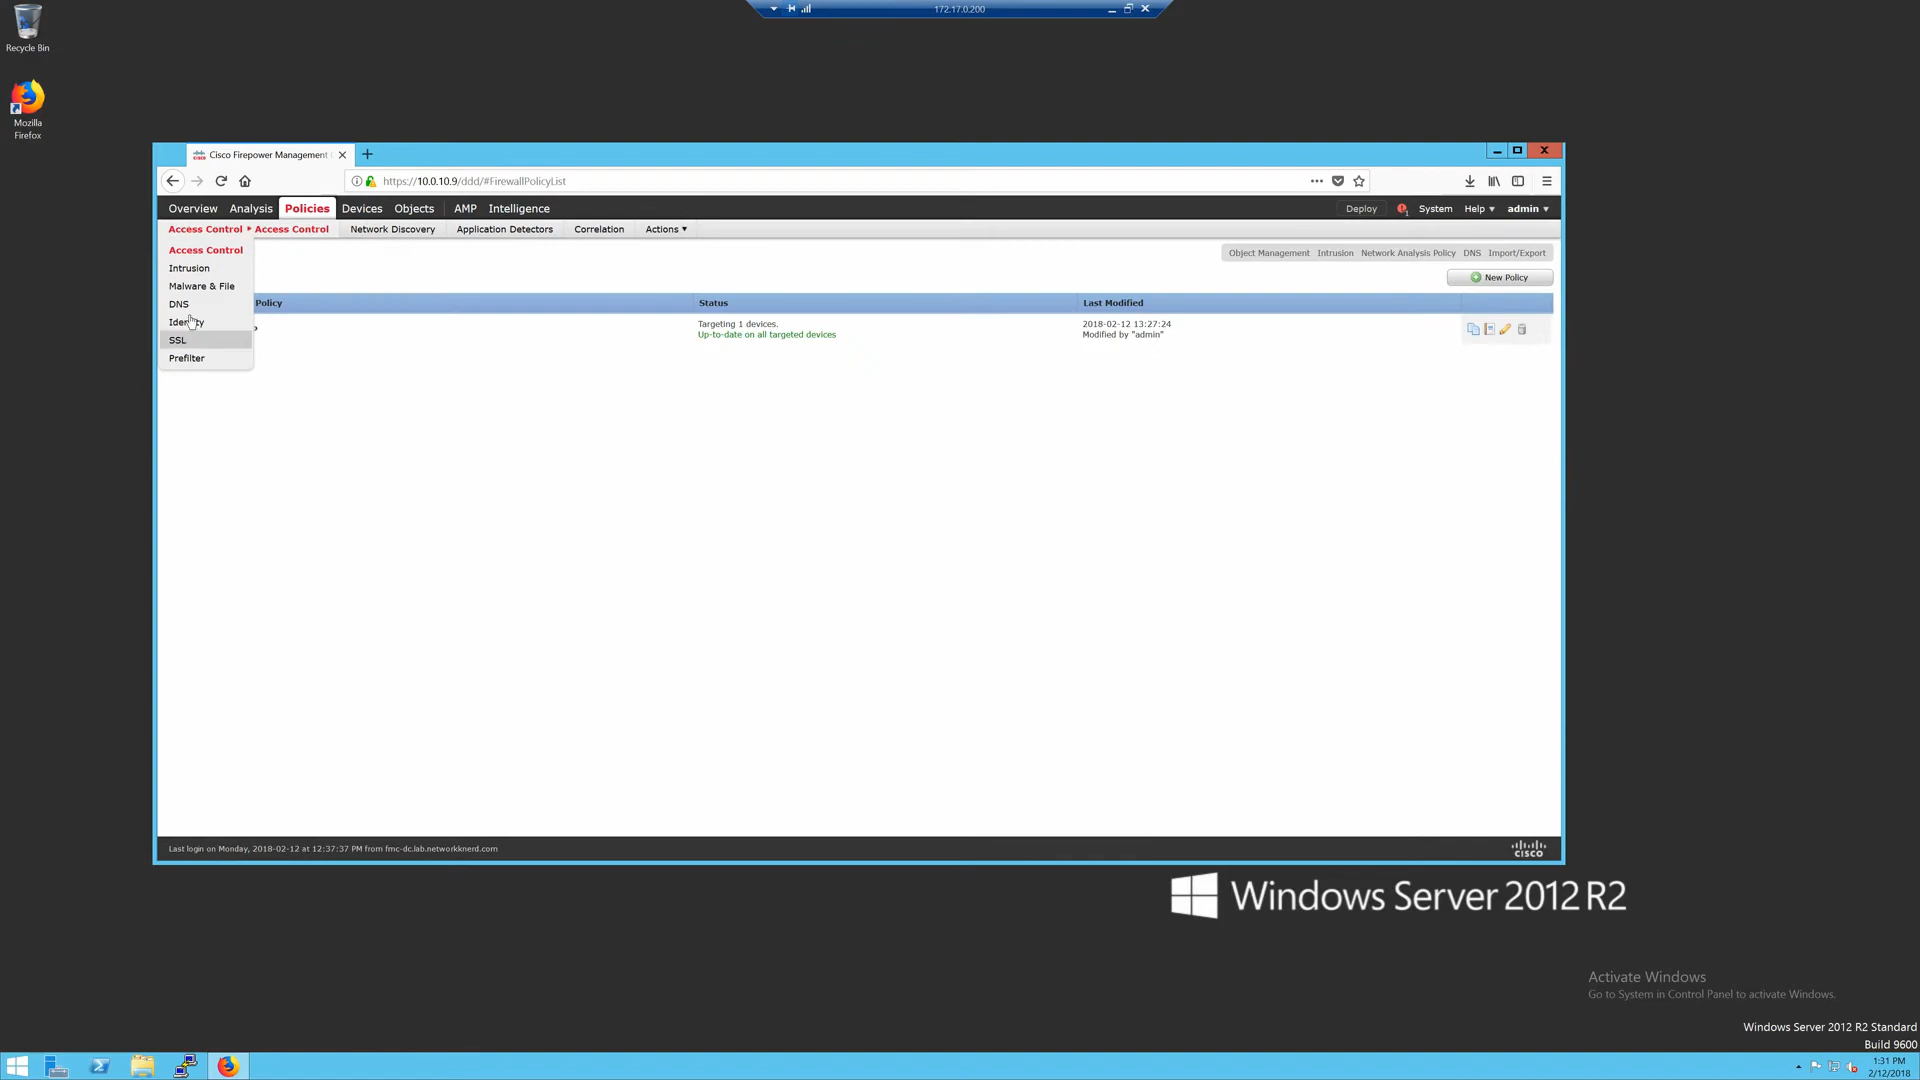 172.17.0.200
Recycle Bin
Mozilla
Firefox
Cisco Firepower Management
https://10.0.10.9/ddd/#FirewallPolicyList
Overview Analysis Policies Devices Objects AMP Intelligence Deploy 1 System Help admin
Access Control Access Control Network Discovery Application Detectors Correlation Actions
Access Control
Intrusion
Malware & File
DNS
Identity
SSL
Prefilter
Object Management Intrusion Network Analysis Policy DNS Import/Export
New Policy
Policy Status Last Modified
Targeting 1 devices.
Up-to-date on all targeted devices
2018-02-12 13:27:24
Modified by "admin"
Last login on Monday, 2018-02-12 at 12:37:37 PM from fmc-dc.lab.networkknerd.com
cisco
Windows Server 2012 R2
Activate Windows
Go to System in Control Panel to activate Windows.
Windows Server 2012 R2 Standard
Build 9600
1:31 PM
2/12/2018